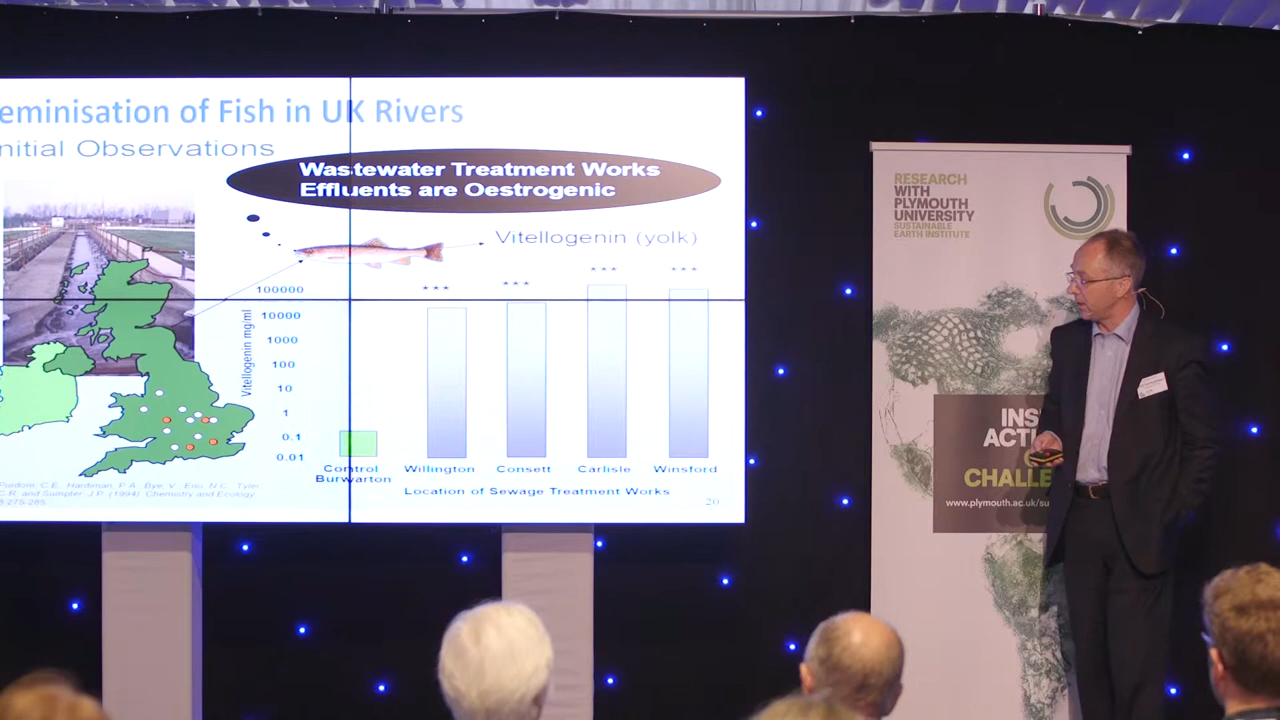 eminisation of Fish in UK Rivers
nitial Observations
Wastewater Treatment Works
Effluents are Oestrogenic
Vitellogenin (yolk)
*** *** *** ***
Vitellogenin mg/ml
100000
10000
1000
100
10
1
0.1
0.01
Control
Burwarton
Willington
Consett
Carlisle
Winsford
Location of Sewage Treatment Works
Purdom, C.E., Hardiman, P.A., Bye, V.
N.C., Tyler
C.R. and Sumpter, J.P. (1994) Chemistry and Ecology
8:275-285
20
RESEARCH
WITH
PLYMOUTH
UNIVERSITY
SUSTAINABLE
EARTH INSTITUTE
INS
ACTI
CHALLE
www.plymouth.ac.uk/su